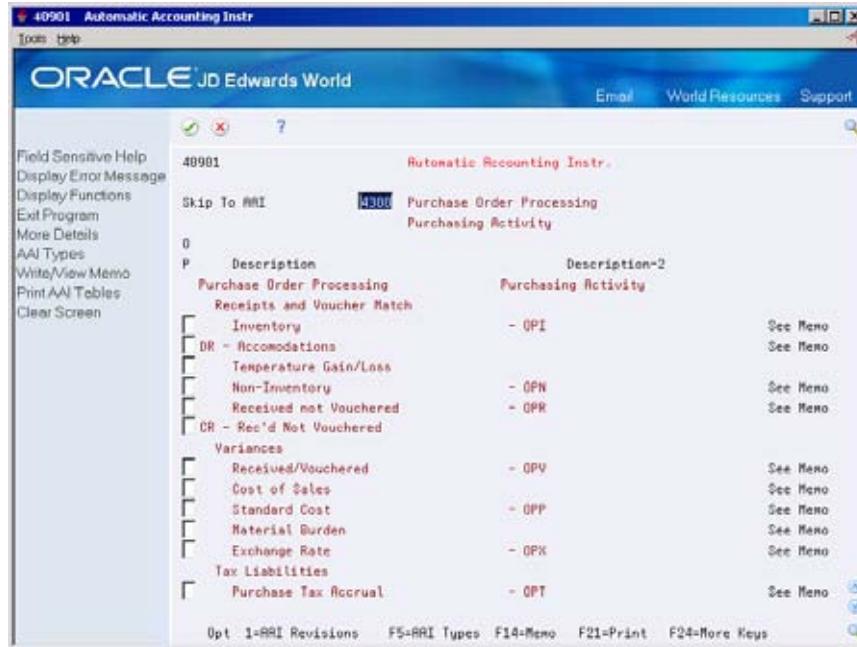 40901 Automatic Accounting Instr
Tools Help
ORACLE JD Edwards World
Email World Resources Support
Field Sensitive Help
Display Error Message
Display Functions
Exit Program
More Details
AAI Types
Write/View Memo
Print AAI Tables
Clear Screen
40901 Automatic Accounting Instr.
Skip To AAI 4300 Purchase Order Processing
Purchasing Activity
O
P Description Description-2
Purchase Order Processing Purchasing Activity
Receipts and Voucher Match
Inventory - OPI See Memo
DR - Accomodations See Memo
Temperature Gain/Loss
Non-Inventory - OPN See Memo
Received not Vouchered - OPR See Memo
CR - Rec'd Not Vouchered
Variances
Received/Vouchered - OPV See Memo
Cost of Sales See Memo
Standard Cost - OPP See Memo
Material Burden See Memo
Exchange Rate - OPX See Memo
Tax Liabilities
Purchase Tax Accrual - OPT See Memo
Opt 1=AAI Revisions F5=AAI Types F14=Memo F21=Print F24=More Keys